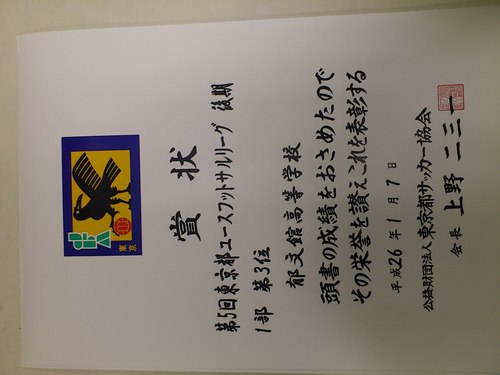 賞状
第5回東京都ユースフットサルリーグ 後期
1部 第3位
郁文館高等学校
頭書の成績をおさめたので
その栄誉を讃えこれを表彰する
平成26年1月7日
公益財団法人東京都サッカー協会
会長 上野二三一
東京